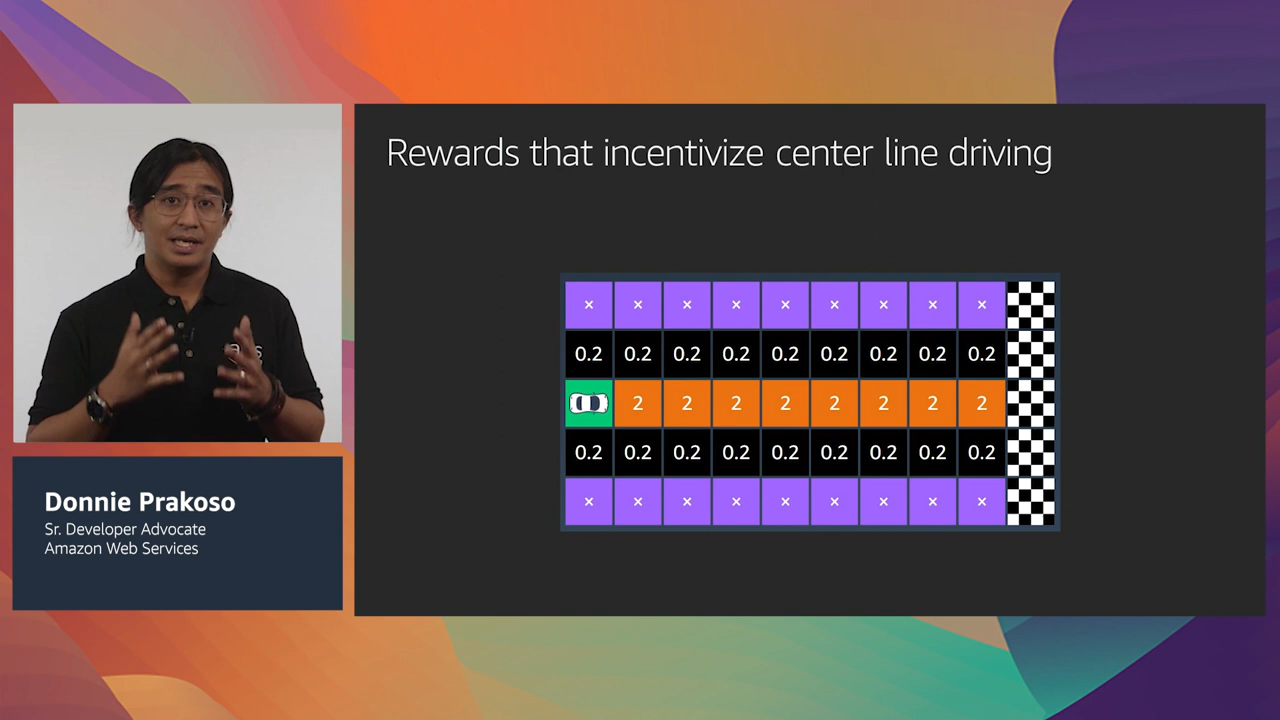 Rewards that incentivize center line driving
× × × × × × × × ×
0.2 0.2 0.2 0.2 0.2 0.2 0.2 0.2 0.2
2 2 2 2 2 2 2 2
0.2 0.2 0.2 0.2 0.2 0.2 0.2 0.2 0.2
× × × × × × × × ×
Donnie Prakoso
Sr. Developer Advocate
Amazon Web Services